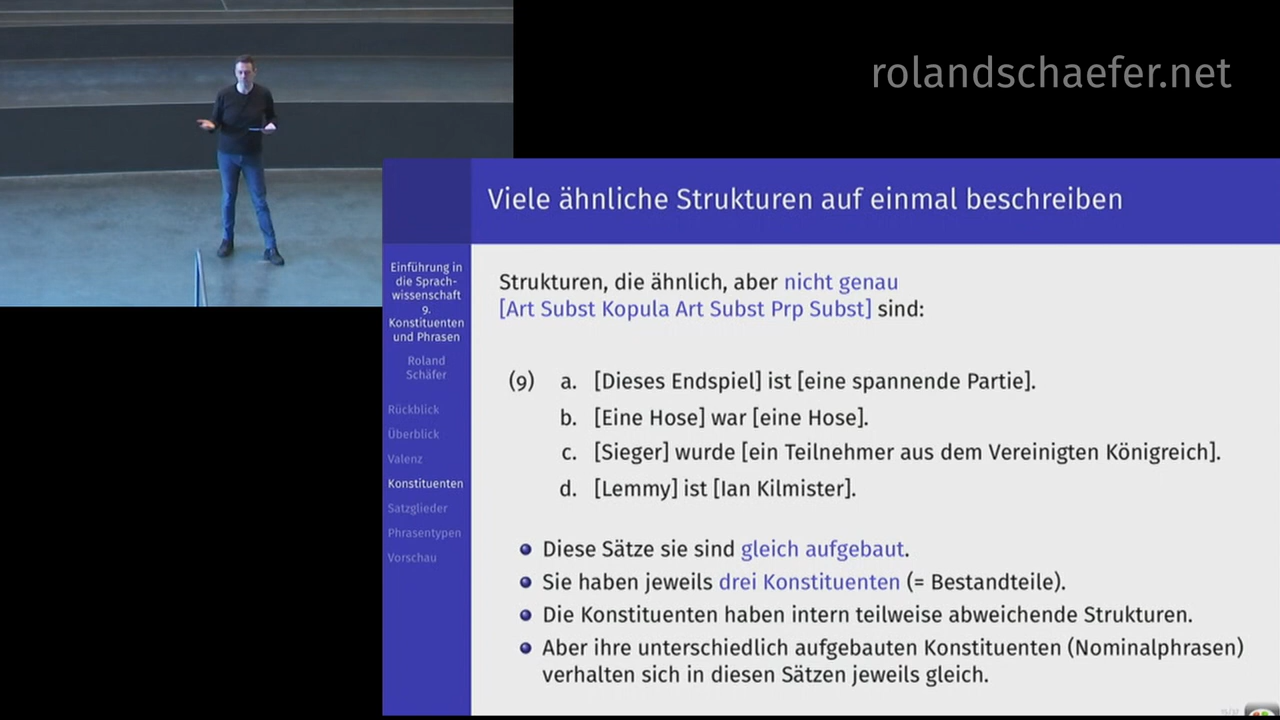 rolandschaefer.net
Viele ähnliche Strukturen auf einmal beschreiben
Einführung in
die Sprach-
wissenschaft
9.
Konstituenten
und Phrasen
Roland
Schäfer
Rückblick
Überblick
Valenz
Konstituenten
Satzglieder
Phrasentypen
Vorschau
Strukturen, die ähnlich, aber nicht genau
[Art Subst Kopula Art Subst Prp Subst] sind:
(9) a. [Dieses Endspiel] ist [eine spannende Partie].
b. [Eine Hose] war [eine Hose].
c. [Sieger] wurde [ein Teilnehmer aus dem Vereinigten Königreich].
d. [Lemmy] ist [Ian Kilmister].
Diese Sätze sie sind gleich aufgebaut.
Sie haben jeweils drei Konstituenten (= Bestandteile).
Die Konstituenten haben intern teilweise abweichende Strukturen.
Aber ihre unterschiedlich aufgebauten Konstituenten (Nominalphrasen)
verhalten sich in diesen Sätzen jeweils gleich.